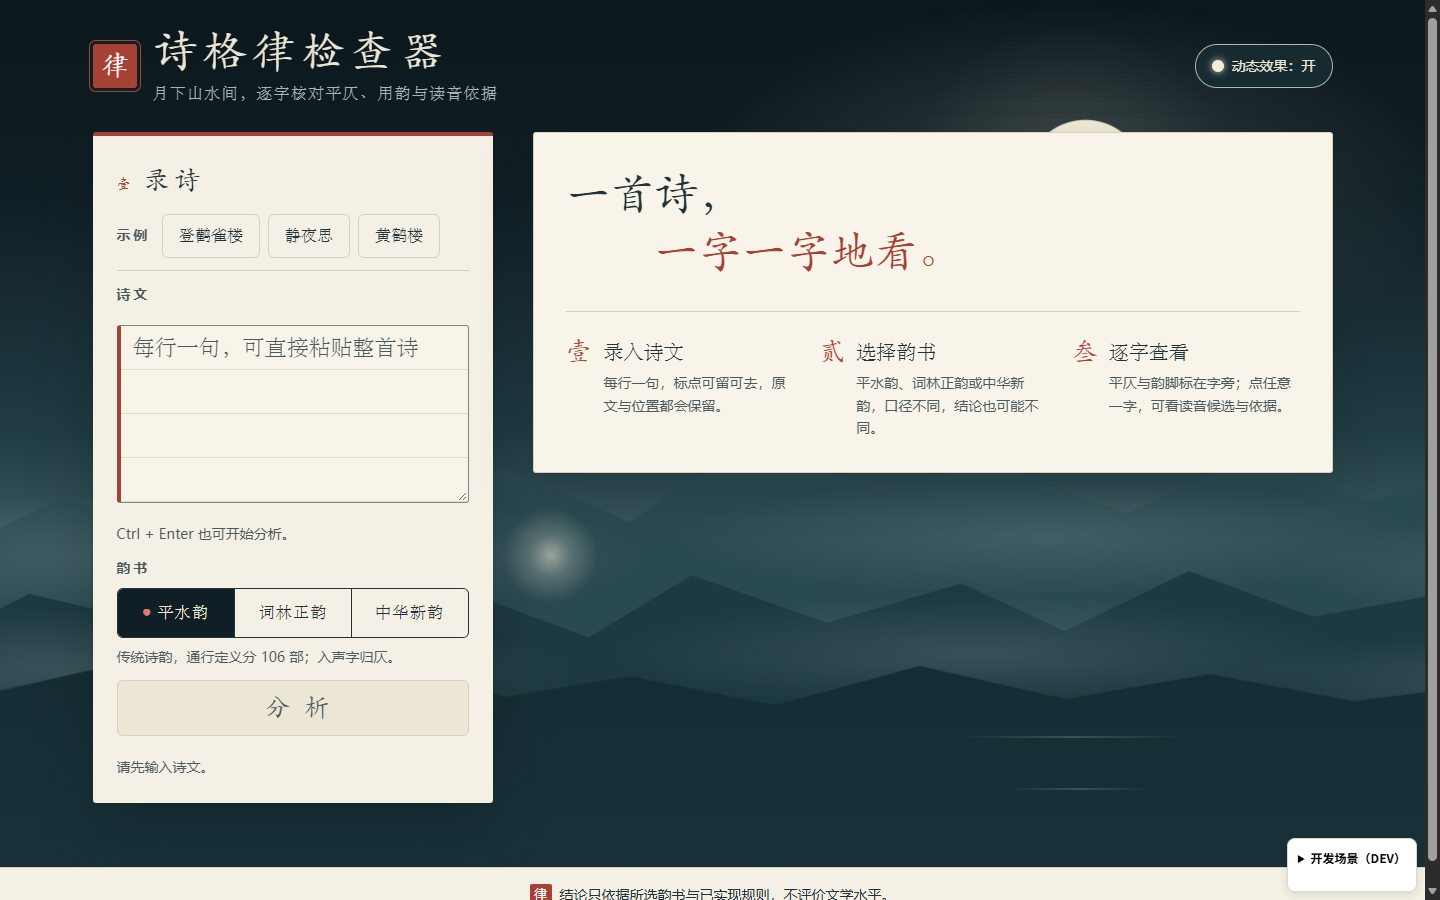 律
诗格律检查器
月下山水间，逐字核对平仄、用韵与读音依据
动态效果：开
壹 录诗
示例 登鹳雀楼 静夜思 黄鹤楼
诗文
每行一句，可直接粘贴整首诗
Ctrl + Enter 也可开始分析。
韵书
平水韵 词林正韵 中华新韵
传统诗韵，通行定义分 106 部；入声字归仄。
分析
请先输入诗文。
一首诗，
一字一字地看。
壹 录入诗文
每行一句，标点可留可去，原
文与位置都会保留。
贰 选择韵书
平水韵、词林正韵或中华新
韵，口径不同，结论也可能不
同。
叁 逐字查看
平仄与韵脚标在字旁；点任意
一字，可看读音候选与依据。
开发场景（DEV）
律 结论只依据所选韵书与已实现规则，不评价文学水平。